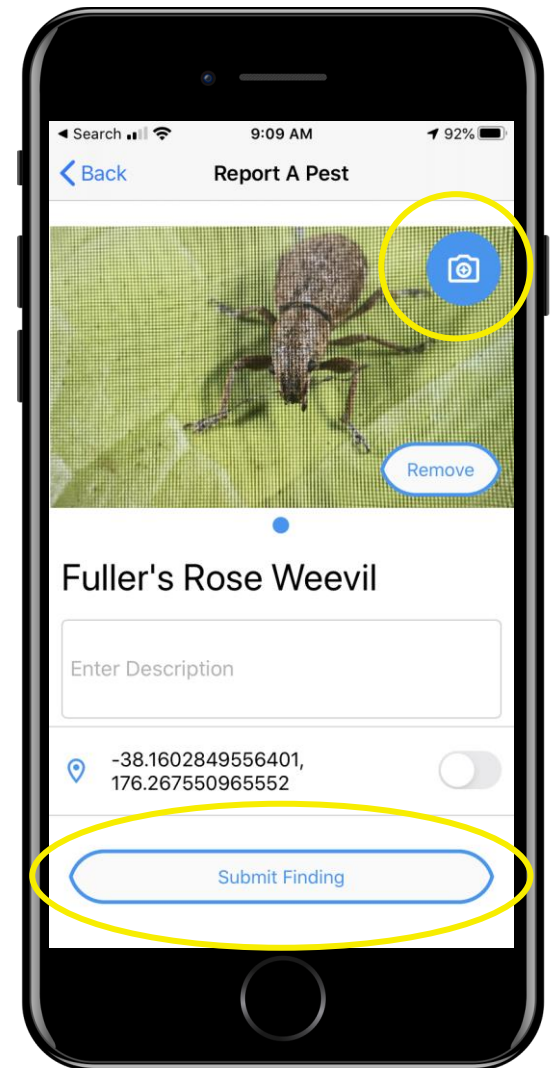 ◀ Search 9:09 AM 92%
Back Report A Pest
Remove
Fuller's Rose Weevil
Enter Description
-38.1602849556401,
176.267550965552
Submit Finding